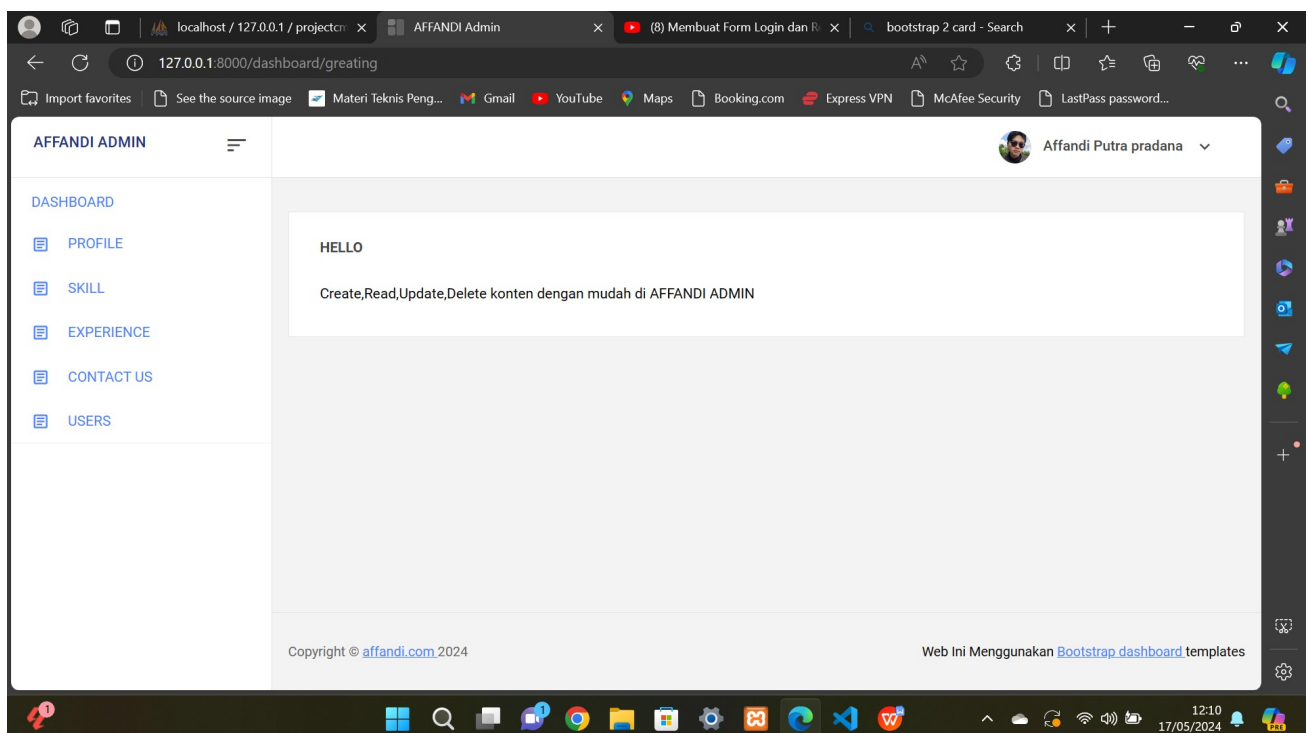 localhost / 127.0.0.1 / projectcm
AFFANDI Admin
(8) Membuat Form Login dan R
bootstrap 2 card - Search
127.0.0.1:8000/dashboard/greating
Import favorites
See the source image
Materi Teknis Peng...
Gmail
YouTube
Maps
Booking.com
Express VPN
McAfee Security
LastPass password...
AFFANDI ADMIN
Affandi Putra pradana
DASHBOARD
PROFILE
SKILL
EXPERIENCE
CONTACT US
USERS
HELLO
Create,Read,Update,Delete konten dengan mudah di AFFANDI ADMIN
Copyright © affandi.com 2024
Web Ini Menggunakan Bootstrap dashboard templates
1
1
12:10
17/05/2024
PRE